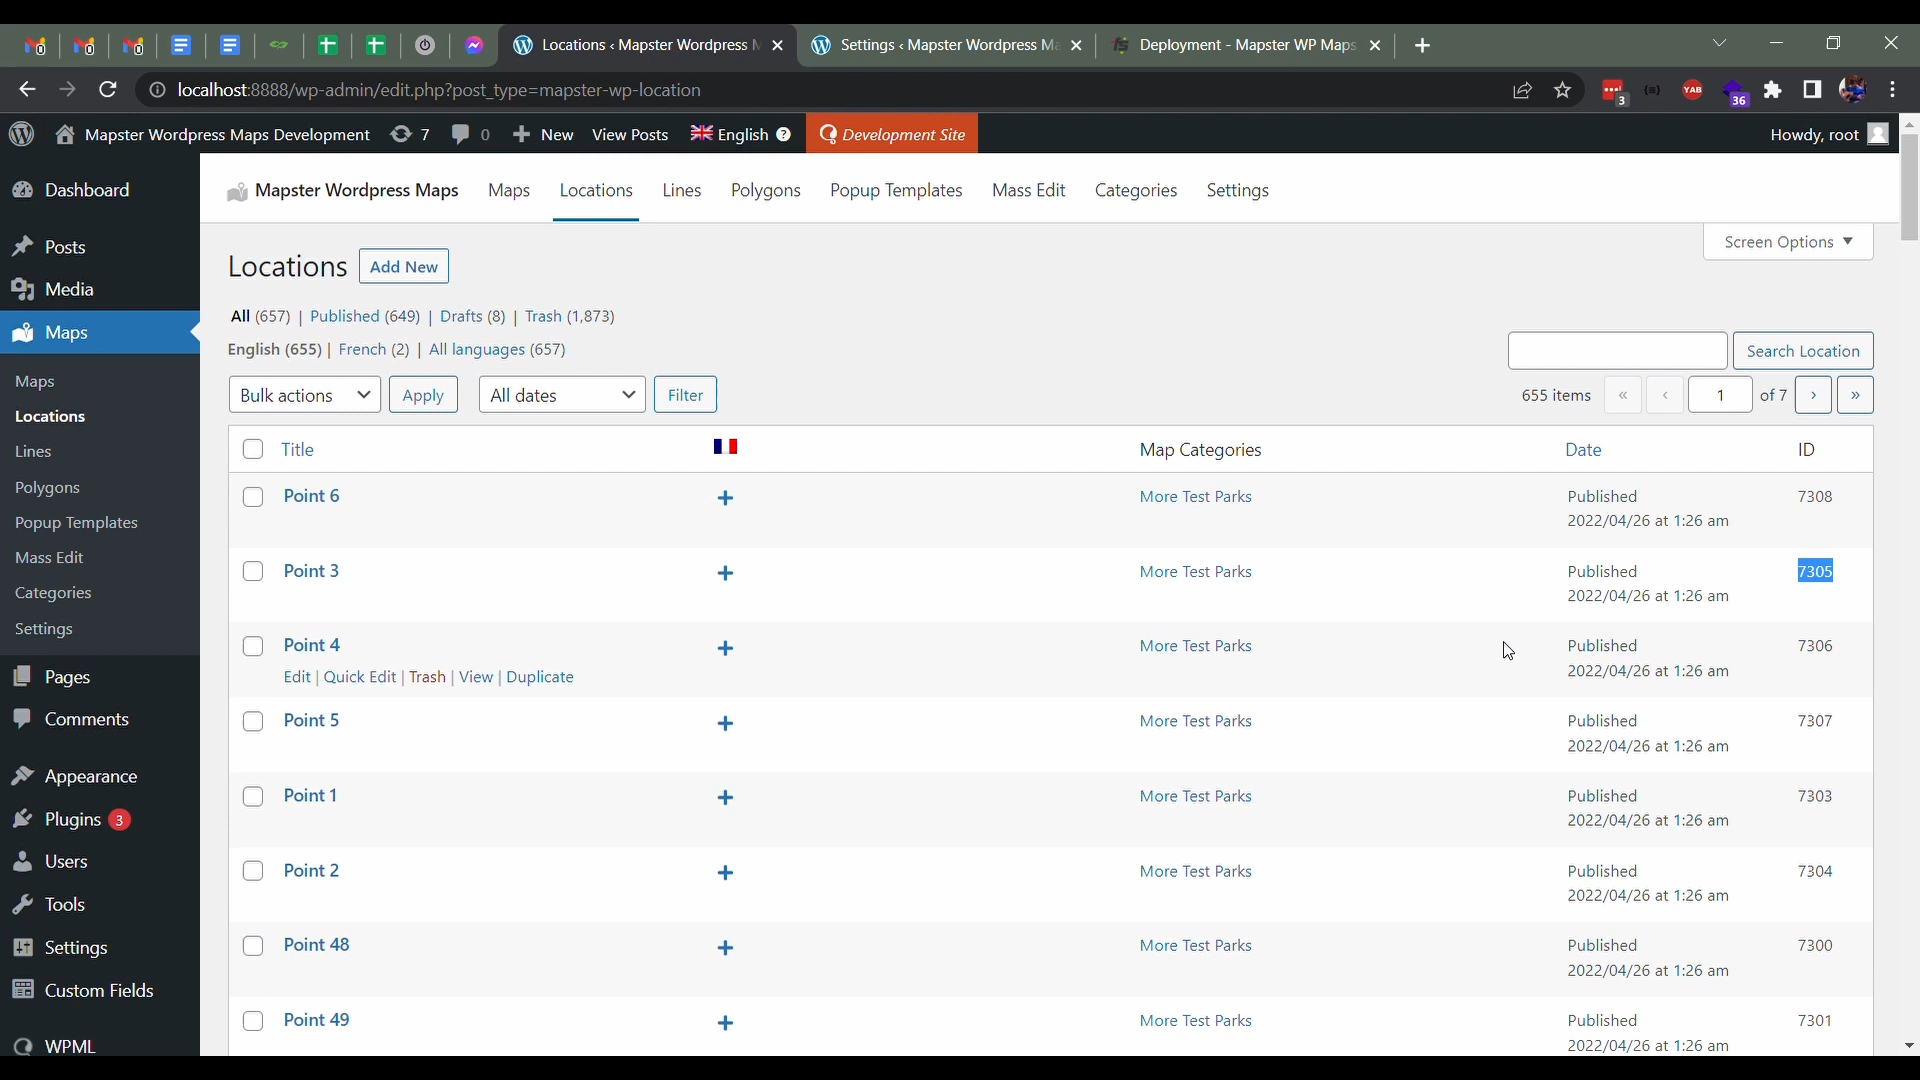 Locations ‹ Mapster Wordpress M
Settings ‹ Mapster Wordpress Ma
Deployment - Mapster WP Maps
localhost:8888/wp-admin/edit.php?post_type=mapster-wp-location
3
YAB
36
Mapster Wordpress Maps Development
7
0
New
View Posts
English
Development Site
Howdy, root
Dashboard
Posts
Media
Maps
Maps
Locations
Lines
Polygons
Popup Templates
Mass Edit
Categories
Settings
Pages
Comments
Appearance
Plugins 3
Users
Tools
Settings
Custom Fields
WPML
Mapster Wordpress Maps Maps Locations Lines Polygons Popup Templates Mass Edit Categories Settings
Screen Options
Locations Add New
All (657) | Published (649) | Drafts (8) | Trash (1,873)
English (655) | French (2) | All languages (657)
Search Location
Bulk actions Apply All dates Filter
655 items « ‹ 1 of 7 › »
Title Map Categories Date ID
Point 6 + More Test Parks Published 7308
2022/04/26 at 1:26 am
Point 3 + More Test Parks Published 7305
2022/04/26 at 1:26 am
Point 4 + More Test Parks Published 7306
Edit | Quick Edit | Trash | View | Duplicate 2022/04/26 at 1:26 am
Point 5 + More Test Parks Published 7307
2022/04/26 at 1:26 am
Point 1 + More Test Parks Published 7303
2022/04/26 at 1:26 am
Point 2 + More Test Parks Published 7304
2022/04/26 at 1:26 am
Point 48 + More Test Parks Published 7300
2022/04/26 at 1:26 am
Point 49 + More Test Parks Published 7301
2022/04/26 at 1:26 am